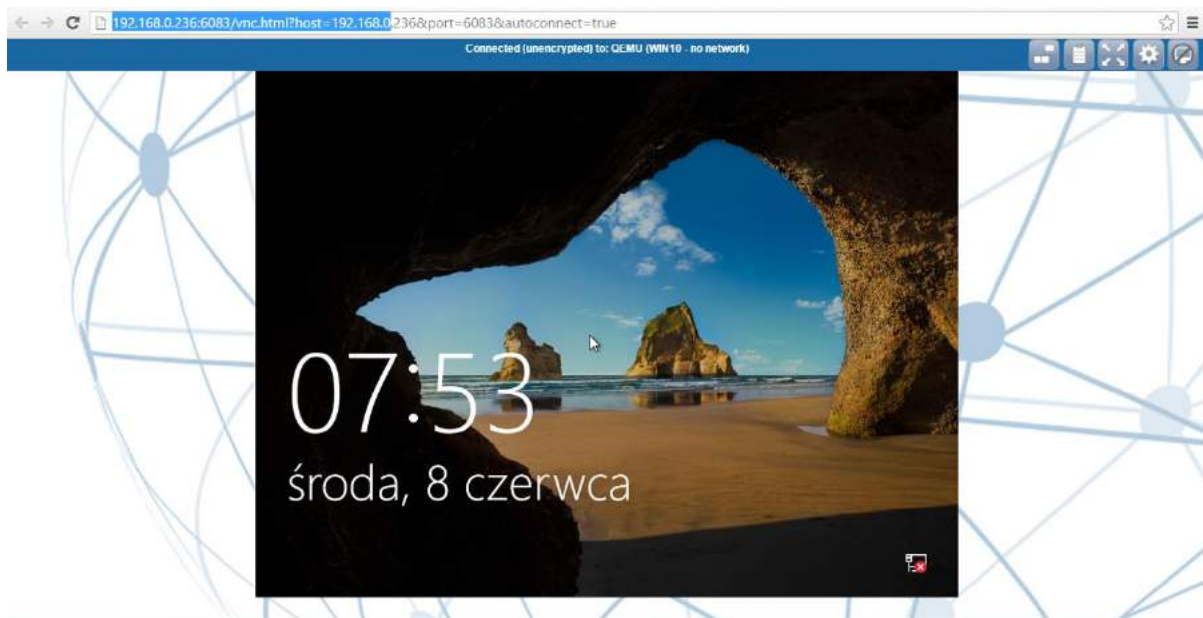 192.168.0.236:6083/vnc.html?host=192.168.0.236&port=6083&autoconnect=true
Connected (unencrypted) to: QEMU (WIN10 - no network)
07:53
środa, 8 czerwca